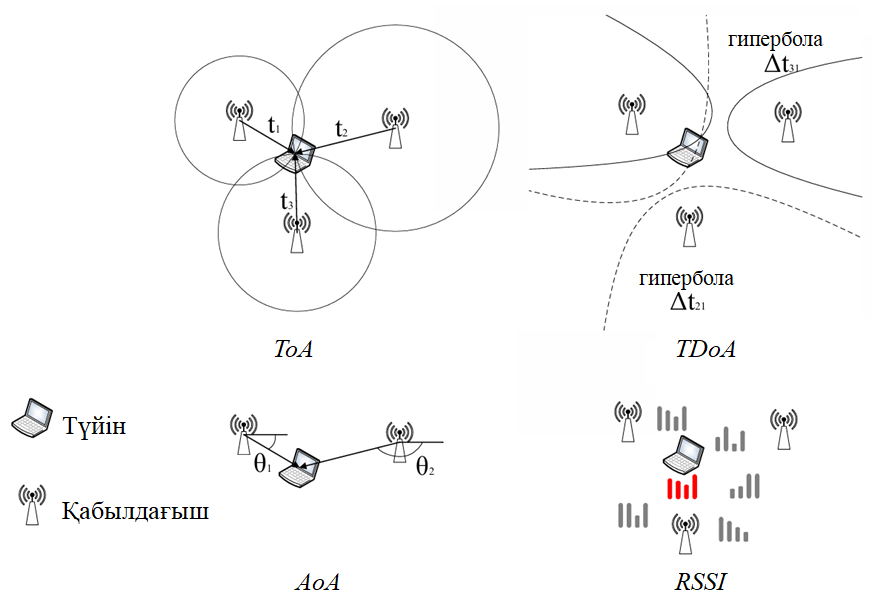 гипербола
Δt₃₁
t₁
t₂
t₃
гипербола
Δt₂₁
ToA
TDoA
Түйін
θ₁
θ₂
Қабылдағыш
AoA
RSSI